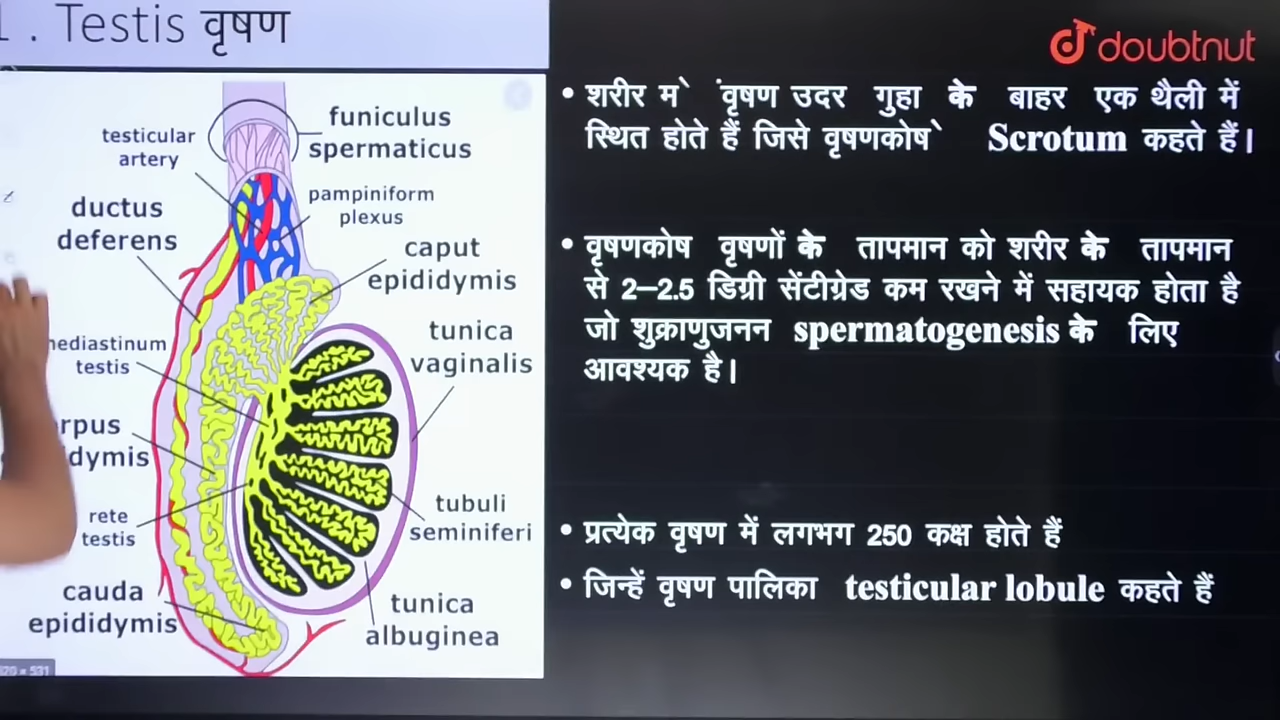 . Testis वृषण
doubtnut
testicular
artery
funiculus
spermaticus
ductus
deferens
pampiniform
plexus
caput
epididymis
ediastinum
testis
tunica
vaginalis
rpus
dymis
rete
testis
tubuli
seminiferi
cauda
epididymis
tunica
albuginea
• शरीर मे ंवृषण उदर गुहा के बाहर एक थैली में
स्थित होते हैं जिसे वृषणकोष` Scrotum कहते हैं।
• वृषणकोष वृषणों के तापमान को शरीर के तापमान
से 2–2.5 डिग्री सेंटीग्रेड कम रखने में सहायक होता है
जो शुक्राणुजनन spermatogenesis के लिए
आवश्यक है।
• प्रत्येक वृषण में लगभग 250 कक्ष होते हैं
• जिन्हें वृषण पालिका testicular lobule कहते हैं